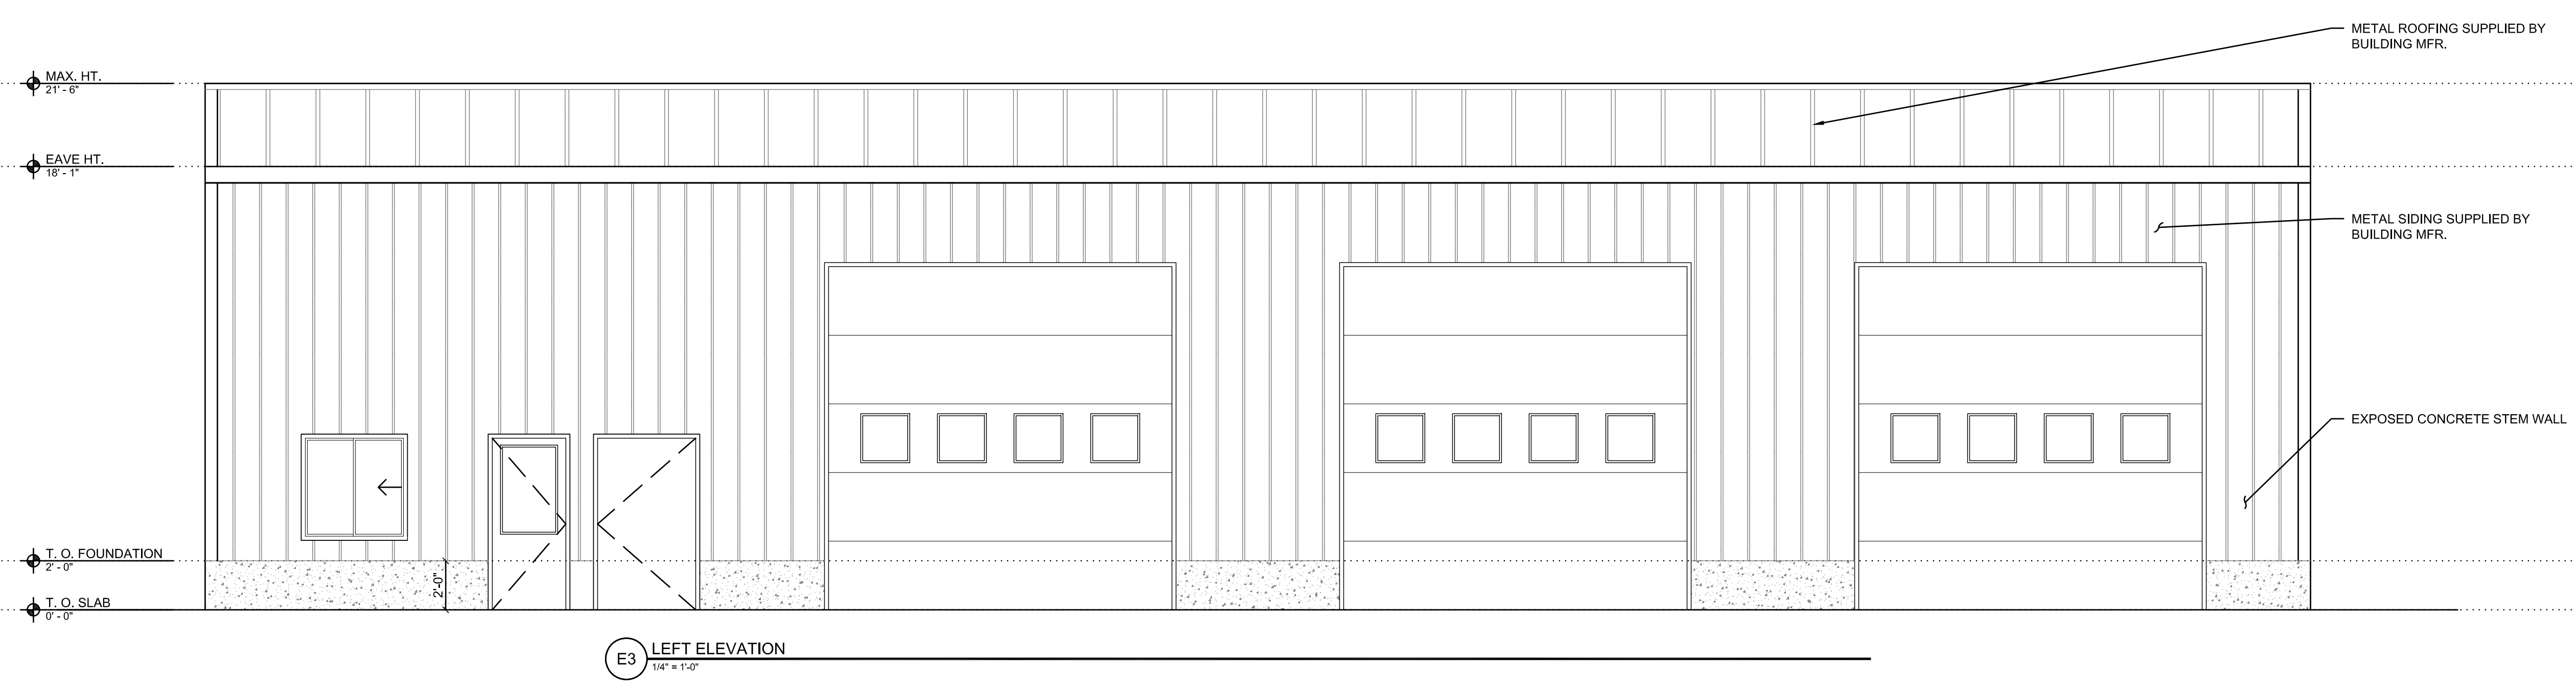 METAL ROOFING SUPPLIED BY
BUILDING MFR.
MAX. HT.
21' - 6"
EAVE HT.
18' - 1"
METAL SIDING SUPPLIED BY
BUILDING MFR.
EXPOSED CONCRETE STEM WALL
T. O. FOUNDATION
2' - 0"
2'-0"
T. O. SLAB
0' - 0"
E3
LEFT ELEVATION
1/4" = 1'-0"